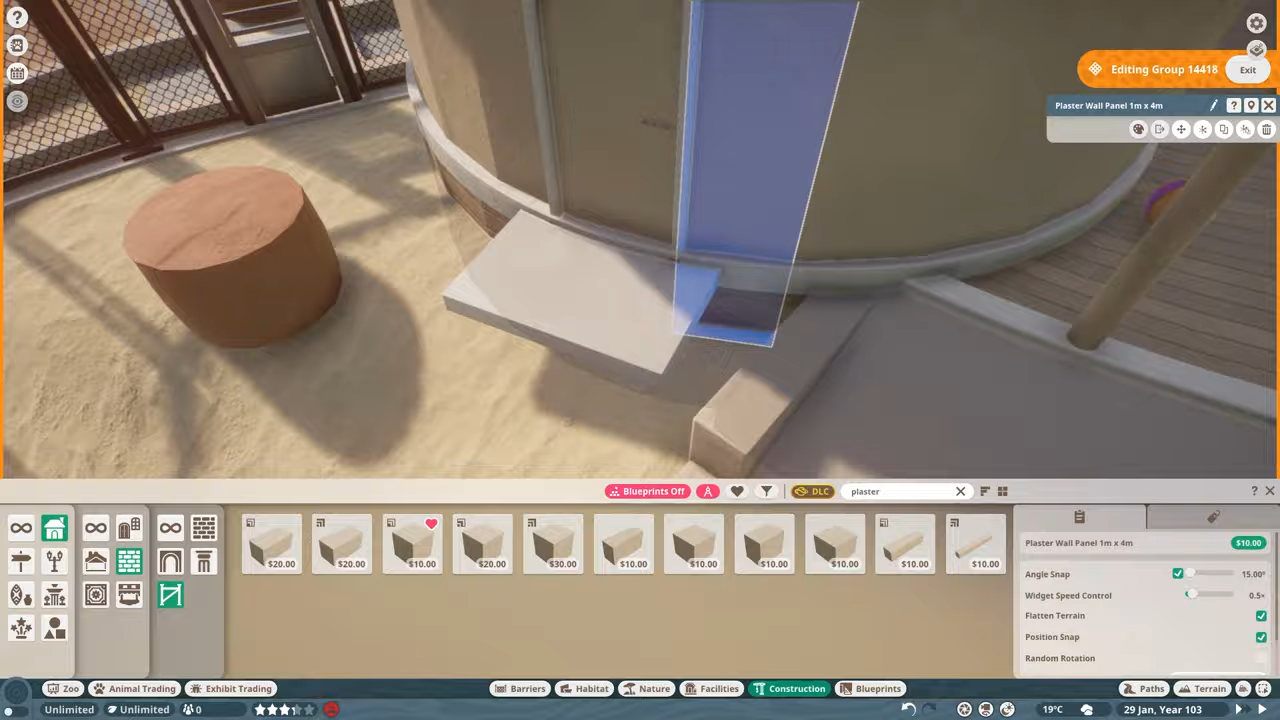 Editing Group 14418
Exit
Plaster Wall Panel 1m x 4m
?
Blueprints Off
DLC
plaster
?
$20.00
$20.00
$10.00
$20.00
$30.00
$10.00
$10.00
$10.00
$10.00
$10.00
$10.00
Plaster Wall Panel 1m x 4m
$10.00
Angle Snap
15.00°
Widget Speed Control
0.5×
Flatten Terrain
Position Snap
Random Rotation
Zoo
Animal Trading
Exhibit Trading
Barriers
Habitat
Nature
Facilities
Construction
Blueprints
Paths
Terrain
Unlimited
Unlimited
0
19°C
29 Jan, Year 103